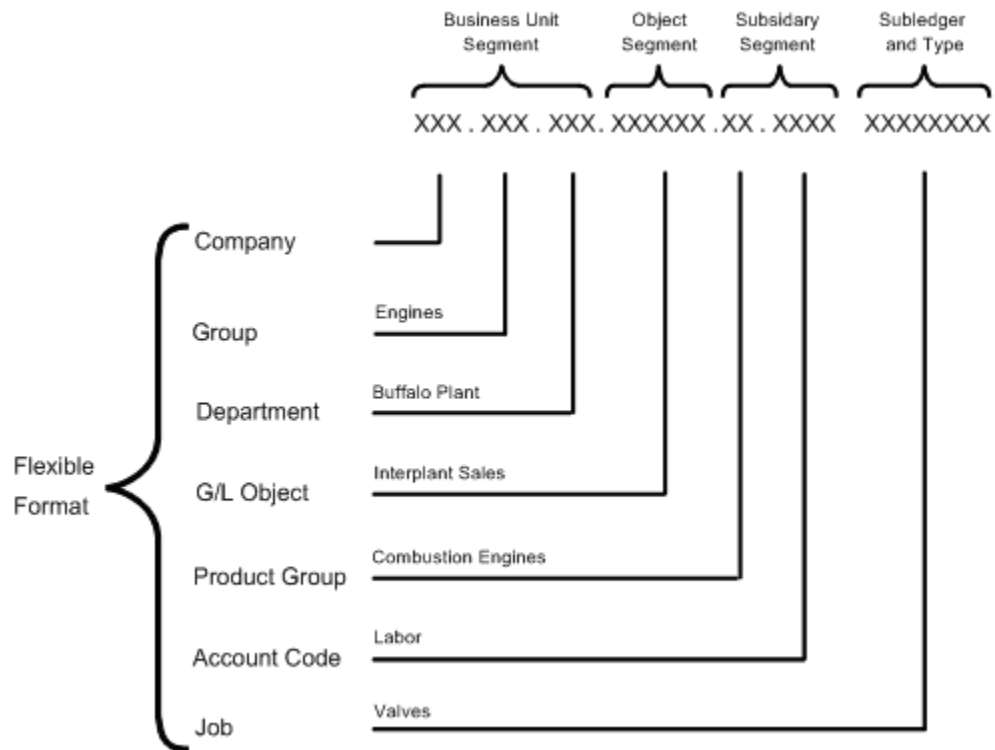 Business Unit
Segment
Object
Segment
Subsidary
Segment
Subledger
and Type
XXX . XXX . XXX. XXXXXX .XX . XXXX XXXXXXXX
Company
Engines
Group
Buffalo Plant
Department
Flexible
Format
Interplant Sales
G/L Object
Combustion Engines
Product Group
Labor
Account Code
Valves
Job